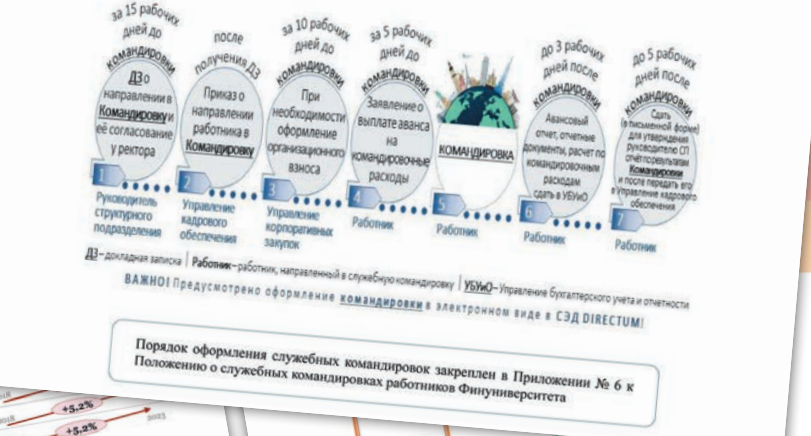 за 15 рабочих
дней до
командировки
ДЗ о
направлении в
Командировку и
её согласование
у ректора
1
Руководитель
структурного
подразделения
после
получения ДЗ
Приказ о
направлении
работника в
Командировку
2
Управление
кадрового
обеспечения
за 10 рабочих
дней до
командировки
При
необходимости
оформление
организационного
взноса
3
Управление
корпоративных
закупок
за 5 рабочих
дней до
командировки
Заявление о
выплате аванса
на
командировочные
расходы
4
Работник
КОМАНДИРОВКА
5
Работник
до 3 рабочих
дней после
командировки
Авансовый
отчет, отчетные
документы, расчет по
командировочным
расходам
сдать в УБУиО
6
Работник
до 5 рабочих
дней после
командировки
Сдать
(в письменной форме)
для утверждения
руководителю СП
отчёт о результатам
Командировки
и после передать его
в Управление кадрового
обеспечения
7
Работник
ДЗ – докладная записка | Работник – работник, направленный в служебную командировку | УБУиО – Управление бухгалтерского учета и отчетности
ВАЖНО! Предусмотрено оформление командировки в электронном виде в СЭД DIRECTUM!
Порядок оформления служебных командировок закреплен в Приложении № 6 к
Положению о служебных командировках работников Финуниверситета
+5,2%
2023
+5,2%